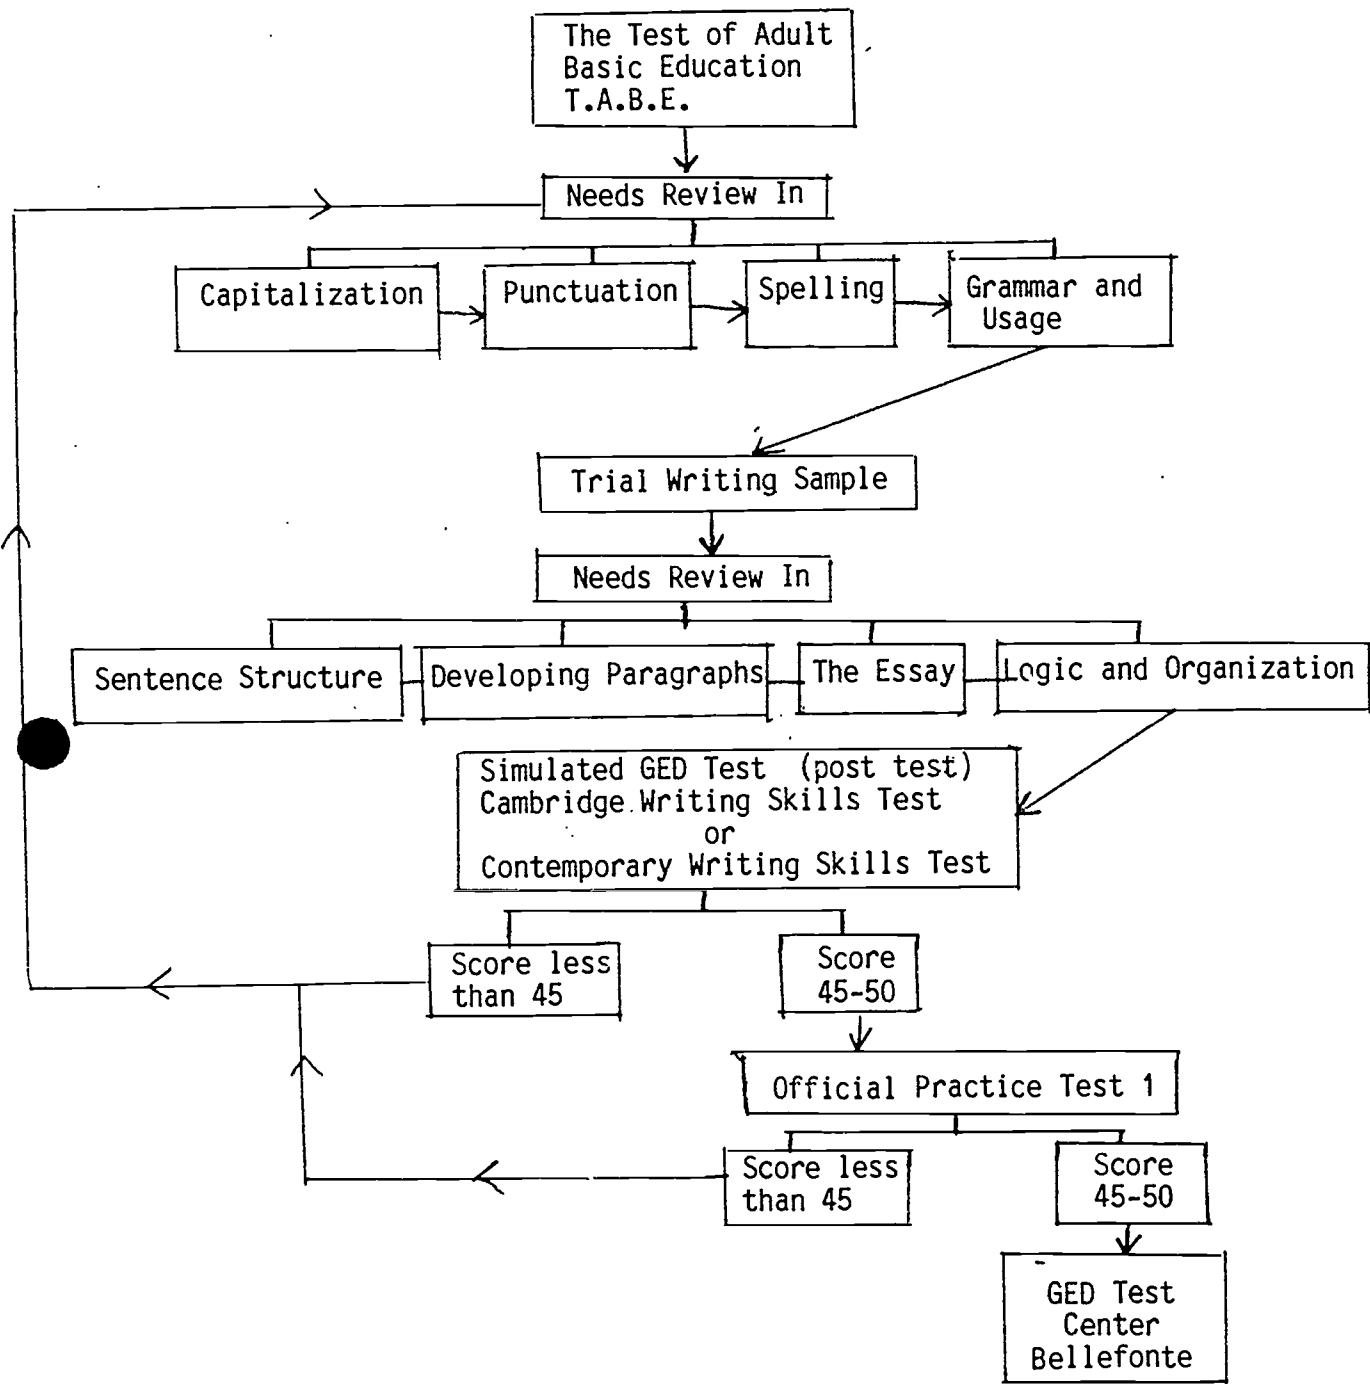 The Test of Adult
Basic Education
T.A.B.E.
Needs Review In
Capitalization
Punctuation
Spelling
Grammar and
Usage
Trial Writing Sample
Needs Review In
Sentence Structure
Developing Paragraphs
The Essay
Logic and Organization
Simulated GED Test (post test)
Cambridge Writing Skills Test
or
Contemporary Writing Skills Test
Score less
than 45
Score
45-50
Official Practice Test 1
Score less
than 45
Score
45-50
GED Test
Center
Bellefonte